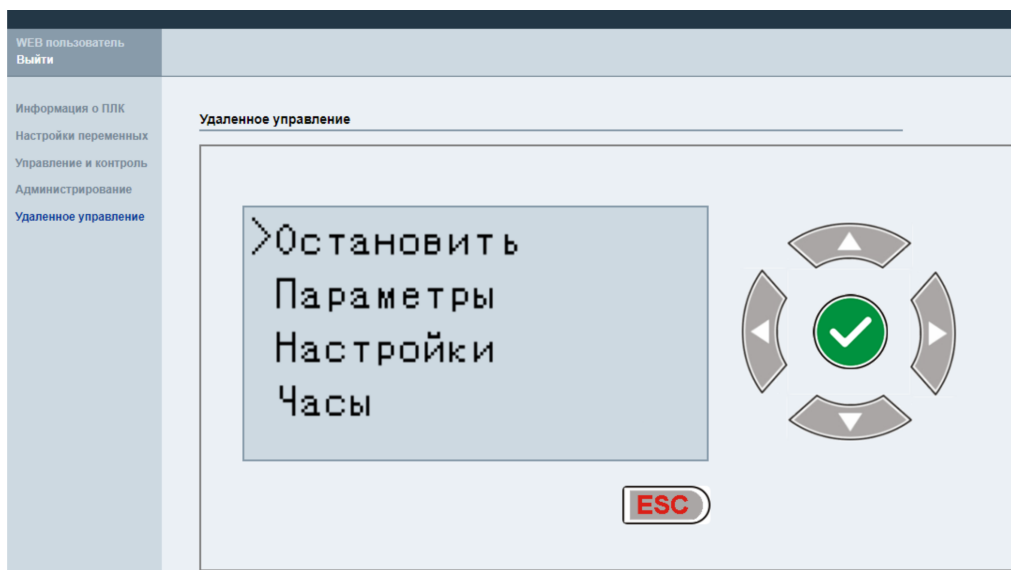 WEB пользователь
Выйти
Информация о ПЛК
Настройки переменных
Управление и контроль
Администрирование
Удаленное управление
Удаленное управление
>Остановить
Параметры
Настройки
Часы
ESC